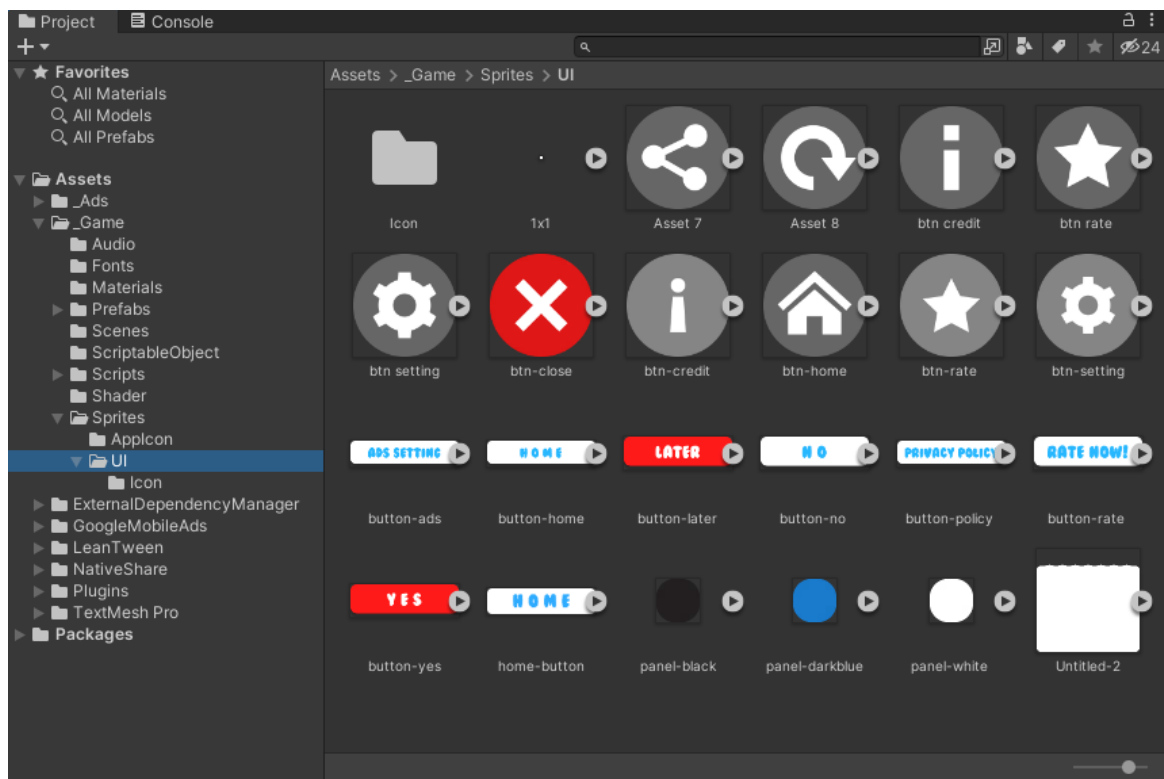 Project
Console
24
Favorites
All Materials
All Models
All Prefabs
Assets
_Ads
_Game
Audio
Fonts
Materials
Prefabs
Scenes
ScriptableObject
Scripts
Shader
Sprites
AppIcon
UI
Icon
ExternalDependencyManager
GoogleMobileAds
LeanTween
NativeShare
Plugins
TextMesh Pro
Packages
Assets > _Game > Sprites > UI
Icon
1x1
Asset 7
Asset 8
btn credit
btn rate
btn setting
btn-close
btn-credit
btn-home
btn-rate
btn-setting
ADS SETTING
HOME
LATER
NO
PRIVACY POLICY
RATE NOW!
button-ads
button-home
button-later
button-no
button-policy
button-rate
YES
HOME
button-yes
home-button
panel-black
panel-darkblue
panel-white
Untitled-2